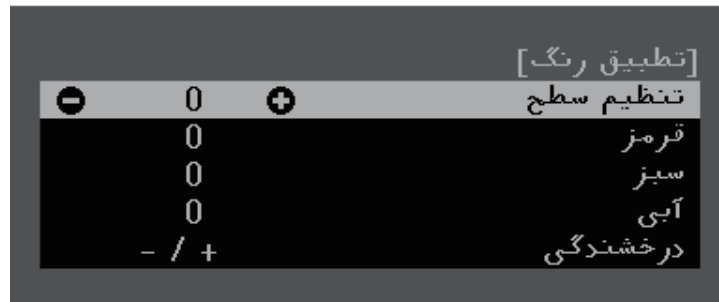 [تطبیق رنگ]
تنظیم سطح + 0 -
قرمز 0
سبز 0
آبی 0
درخشندگی + / -